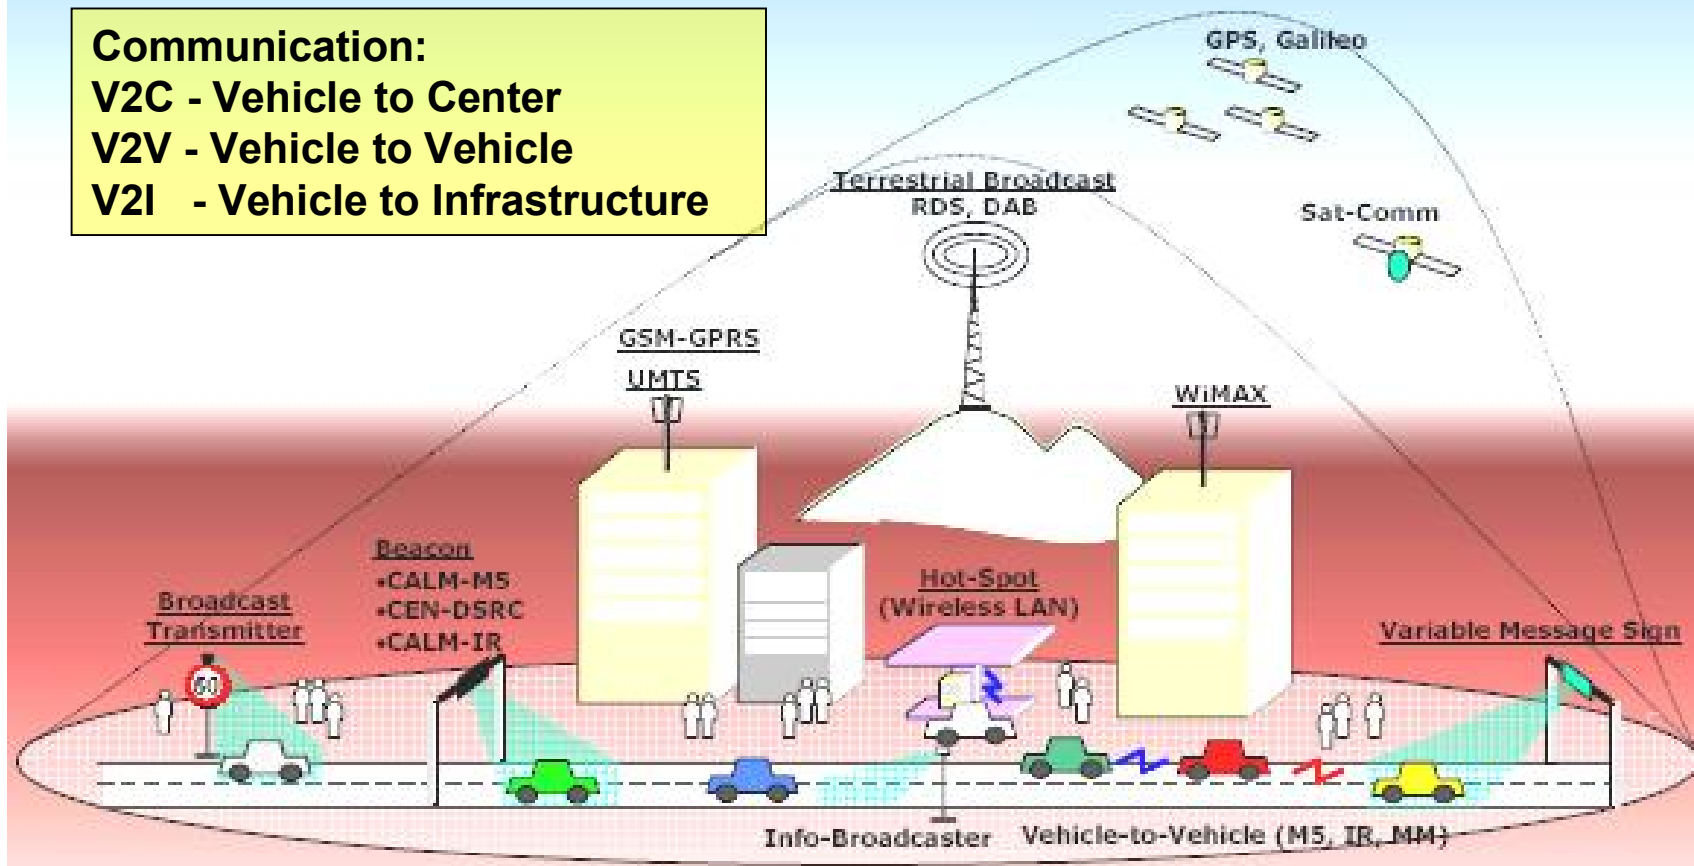 Communication:
V2C - Vehicle to Center
V2V - Vehicle to Vehicle
V2I - Vehicle to Infrastructure
GPS, Galileo
Terrestrial Broadcast
RDS, DAB
Sat-Comm
GSM-GPRS
UMTS
WiMAX
Beacon
•CALM-M5
•CEN-DSRC
•CALM-IR
Broadcast
Transmitter
60
Hot-Spot
(Wireless LAN)
Variable Message Sign
Info-Broadcaster
Vehicle-to-Vehicle (M5, IR, MM)